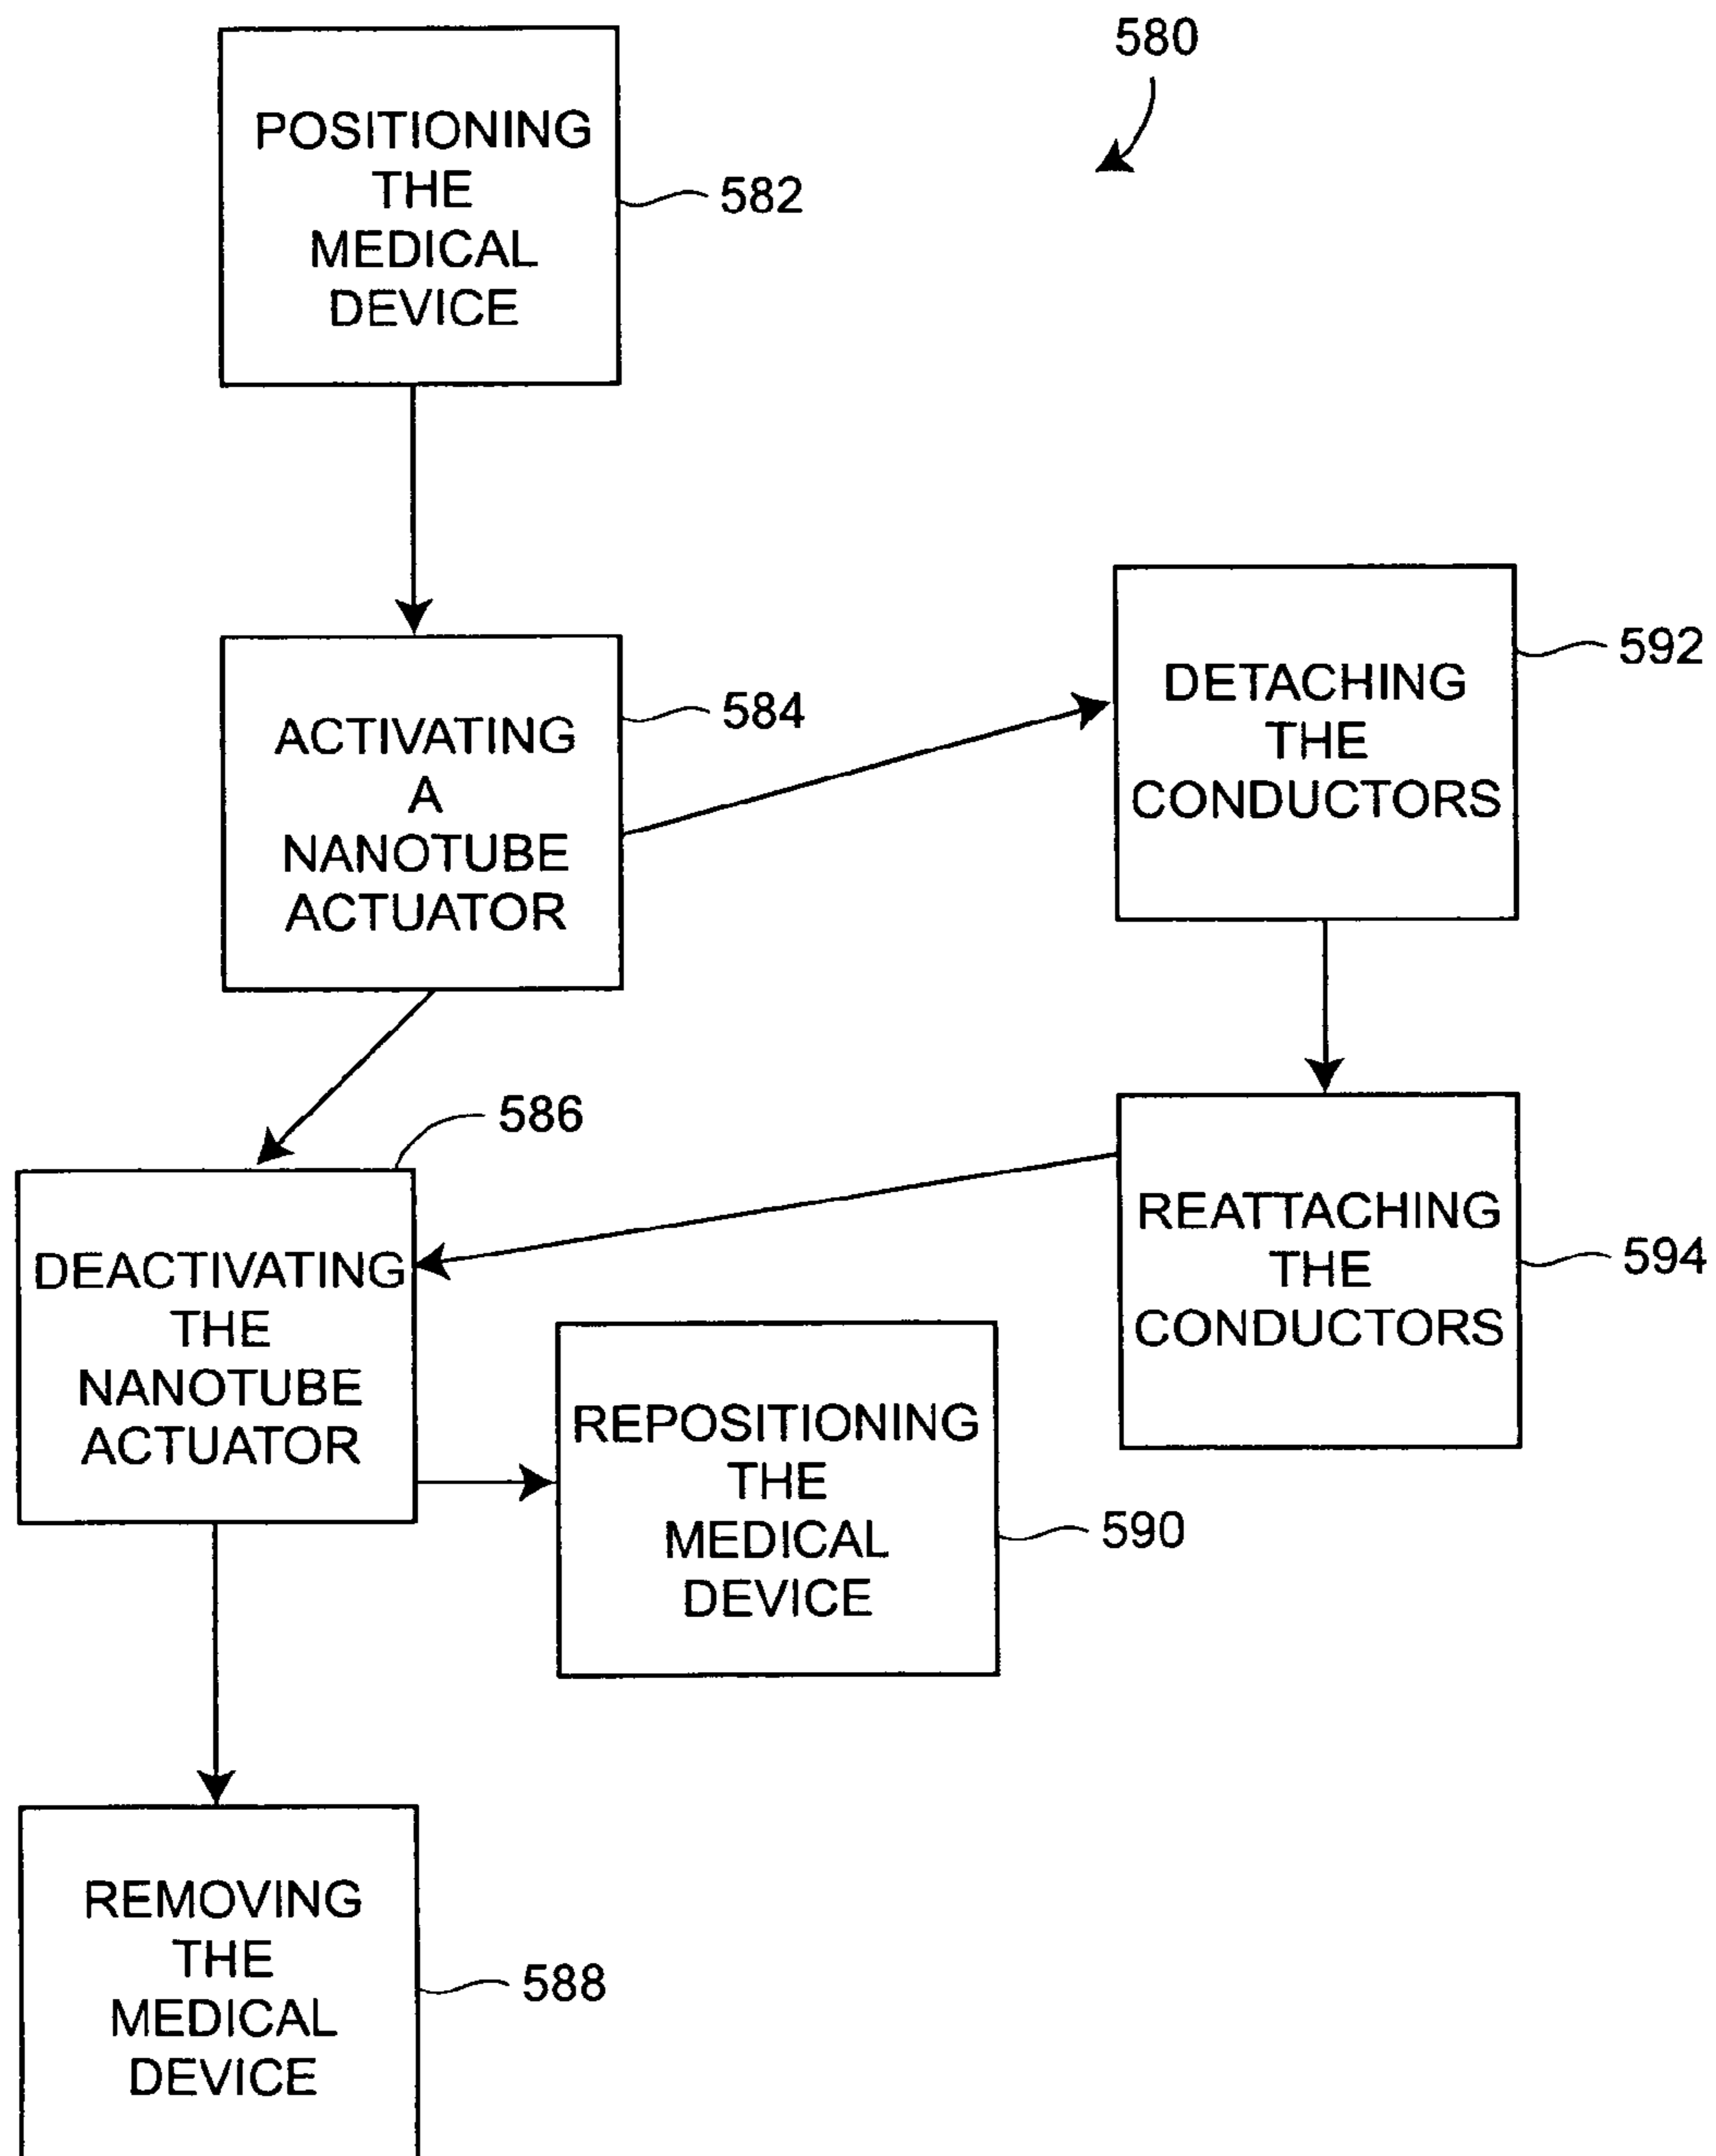 580
POSITIONING
THE
MEDICAL
DEVICE
582
ACTIVATING
A
NANOTUBE
ACTUATOR
584
DETACHING
THE
CONDUCTORS
592
DEACTIVATING
THE
NANOTUBE
ACTUATOR
586
REATTACHING
THE
CONDUCTORS
594
REPOSITIONING
THE
MEDICAL
DEVICE
590
REMOVING
THE
MEDICAL
DEVICE
588